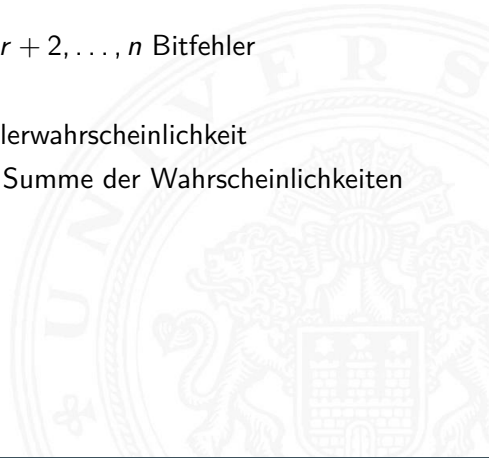 r + 2, . . . , n Bitfehler
lerwahrscheinlichkeit
Summe der Wahrscheinlichkeiten
U N I V E R S